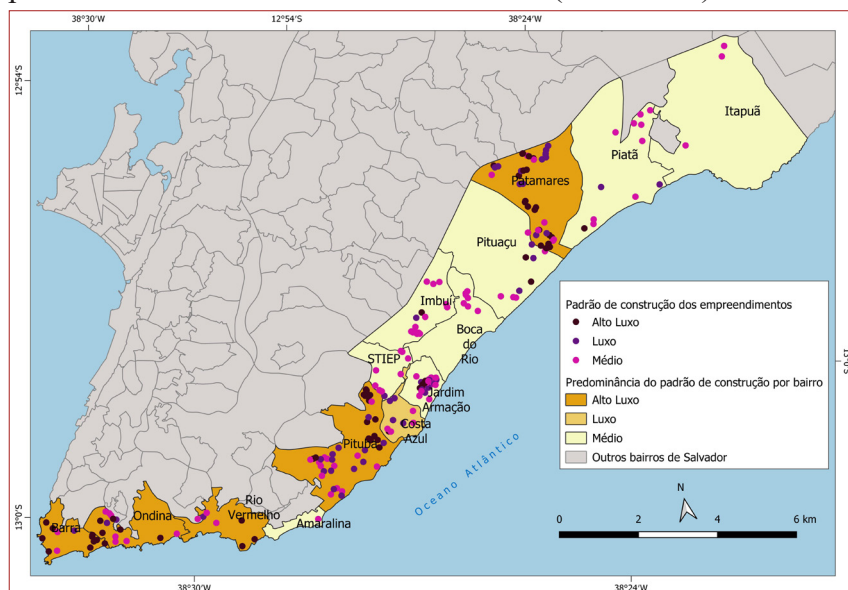 38°30'W
12°54'S
38°24'W
12°54'S
Itapuã
Piatã
Patamares
Pituaçu
Imbuí
Boca
do
Rio
STIEP
Jardim
Armação
Costa
Azul
Pituba
Rio
Vermelho
Ondina
Barra
Amaralina
Oceano Atlântico
Padrão de construção dos empreendimentos
Alto Luxo
Luxo
Médio
Predominância do padrão de construção por bairro
Alto Luxo
Luxo
Médio
Outros bairros de Salvador
N
0 2 4 6 km
13°0'S
13°0'S
38°30'W
38°24'W